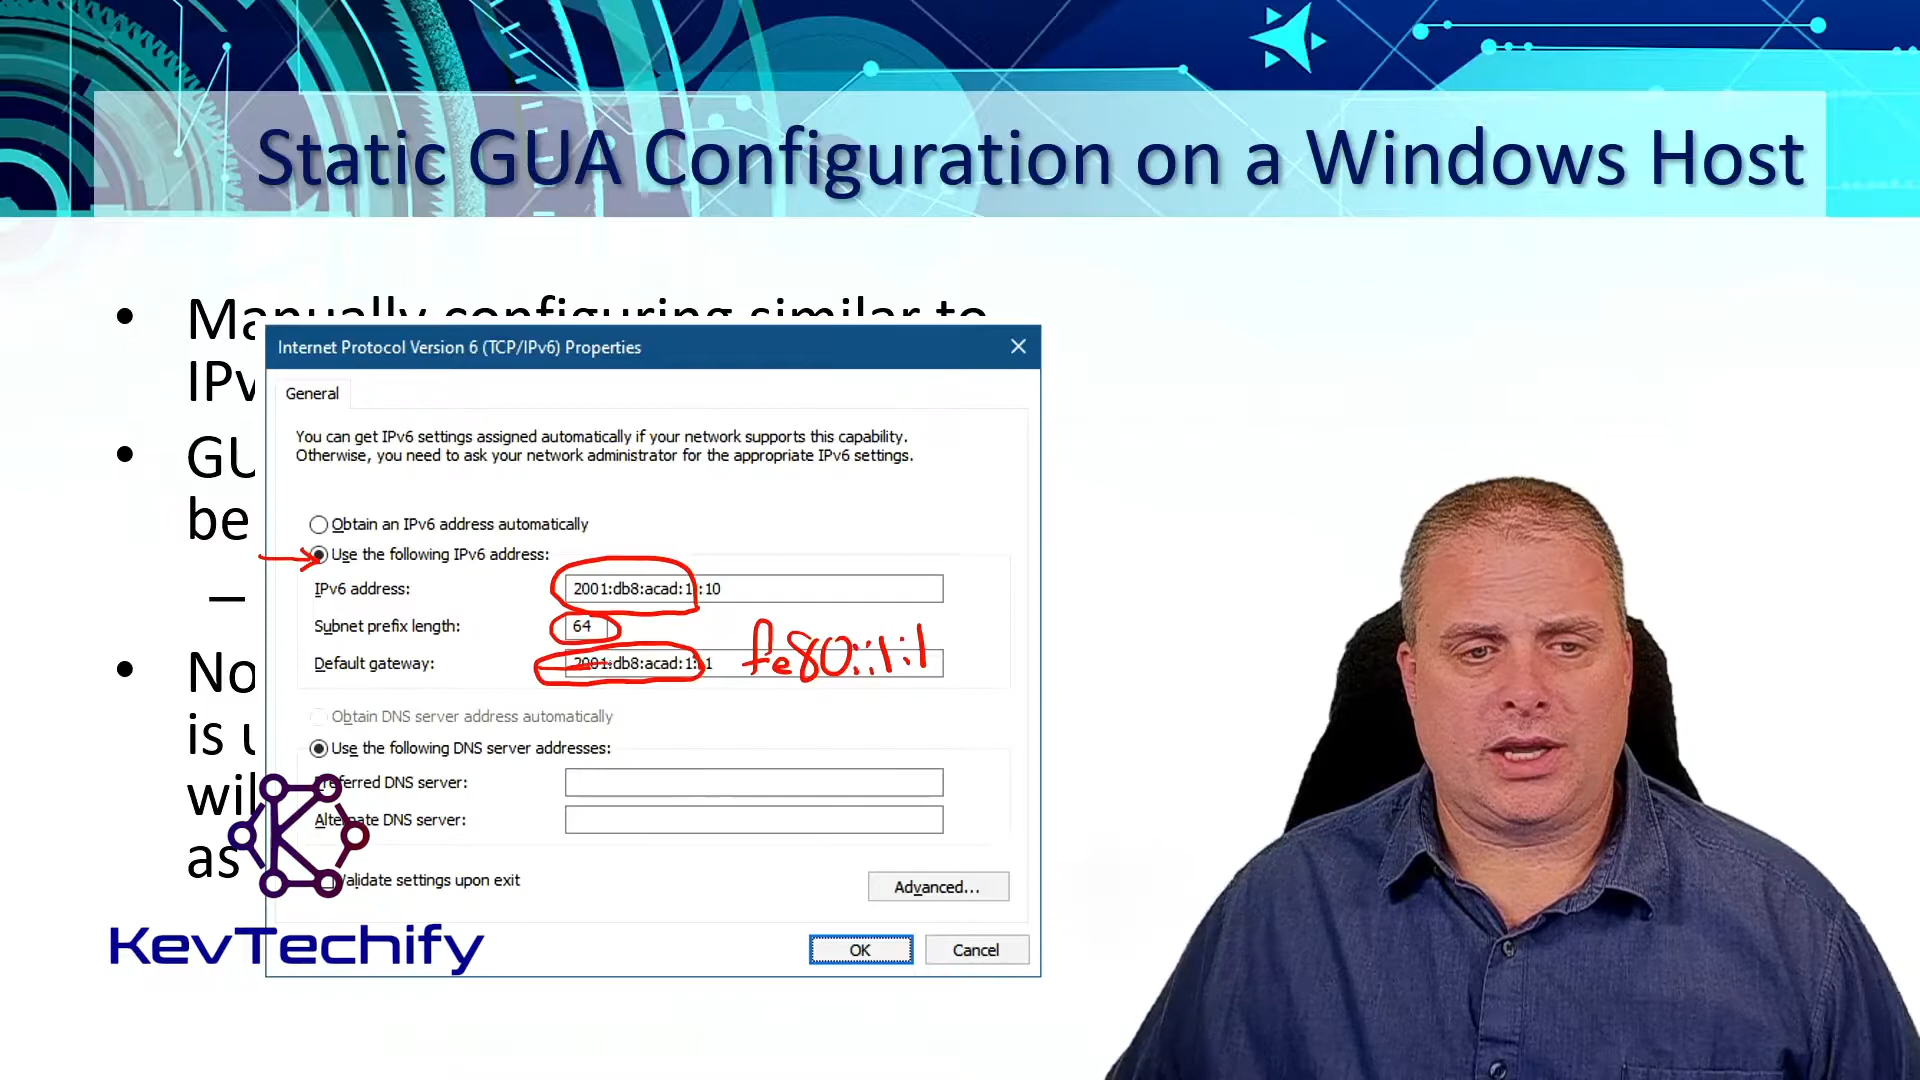 Static GUA Configuration on a Windows Host
• Manually configuring similar to
IPv
Internet Protocol Version 6 (TCP/IPv6) Properties
General
• GU
You can get IPv6 settings assigned automatically if your network supports this capability.
Otherwise, you need to ask your network administrator for the appropriate IPv6 settings.
be
Obtain an IPv6 address automatically
Use the following IPv6 address:
IPv6 address: 2001:db8:acad:1::10
–
Subnet prefix length: 64
Default gateway: 2001:db8:acad:1::1 fe80::1:1
• No
Obtain DNS server address automatically
is u
Use the following DNS server addresses:
Preferred DNS server:
wil
Alternate DNS server:
as
Validate settings upon exit
Advanced...
KevTechify
OK Cancel